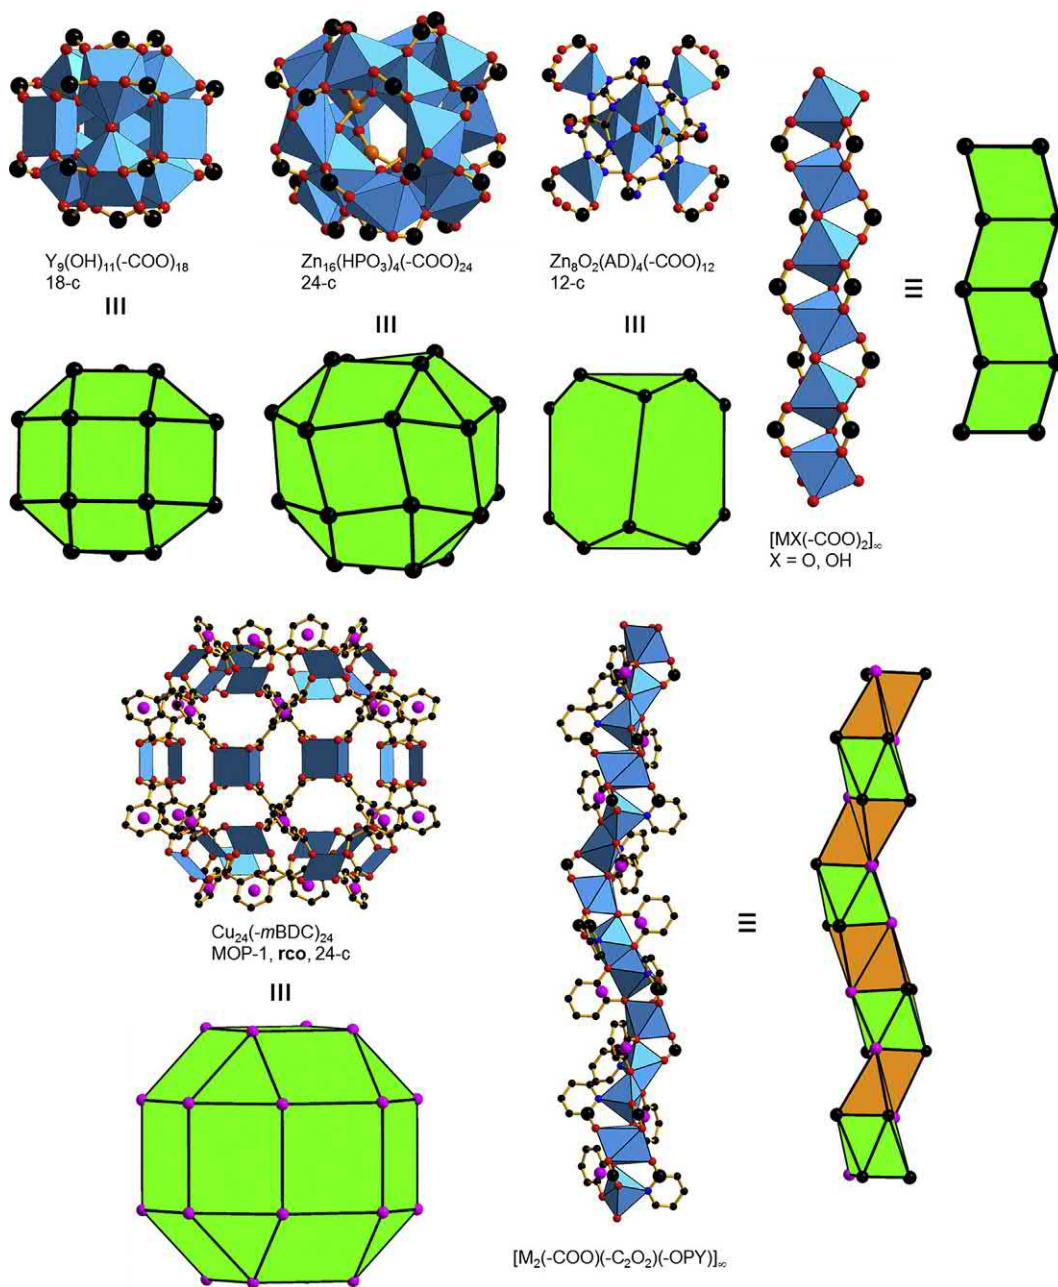 Y₉(OH)₁₁(-COO)₁₈
18-c
Zn₁₆(HPO₃)₄(-COO)₂₄
24-c
Zn₈O₂(AD)₄(-COO)₁₂
12-c
[MX(-COO)₂]∞
X = O, OH
Cu₂₄(-mBDC)₂₄
MOP-1, rco, 24-c
[M₂(-COO)(-C₂O₂)(-OPY)]∞